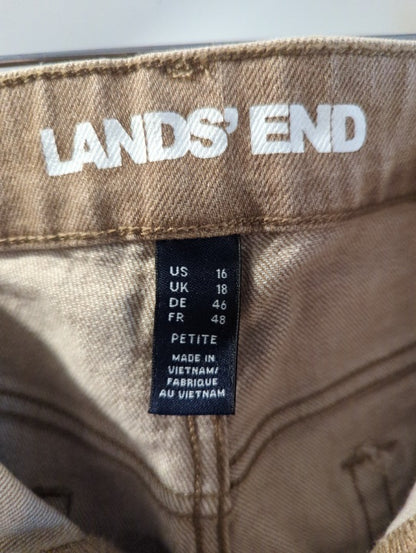 LANDS' END
US 16
UK 18
DE 46
FR 48
PETITE
MADE IN
VIETNAM/
FABRIQUE
AU VIETNAM